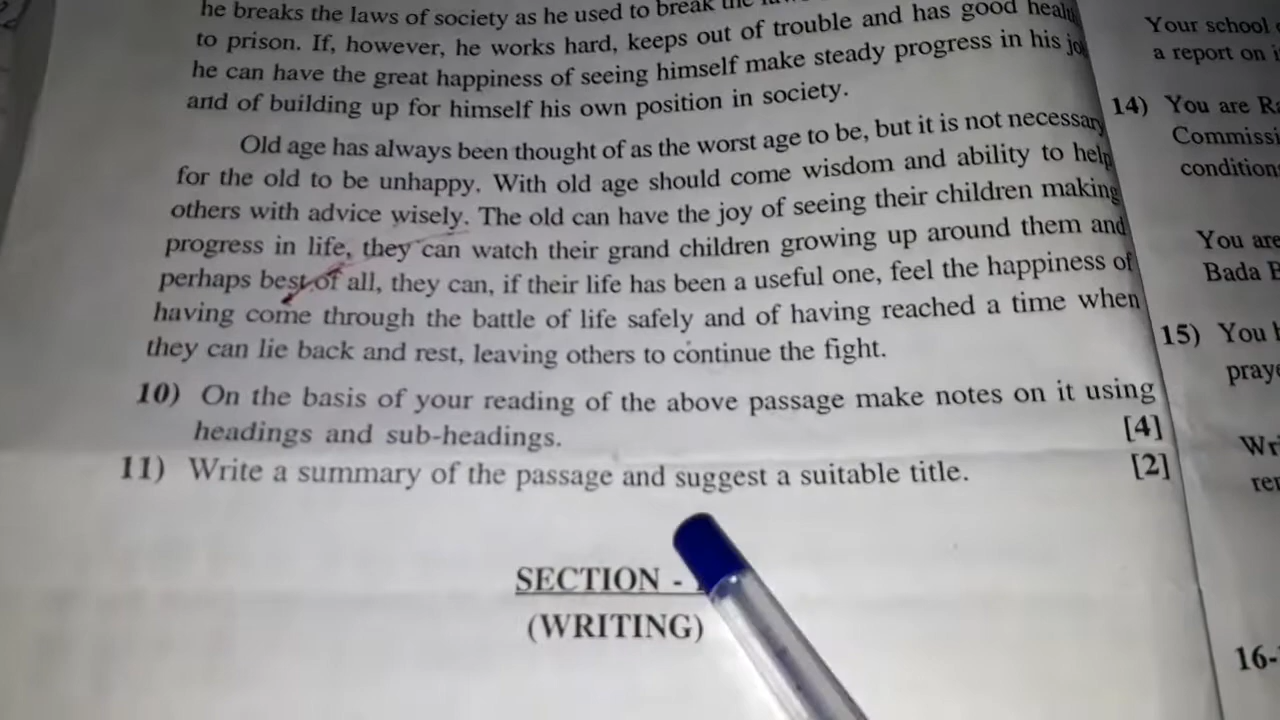 he breaks the laws of society as he used to break the
to prison. If, however, he works hard, keeps out of trouble and has good health
he can have the great happiness of seeing himself make steady progress in his
and of building up for himself his own position in society.
Old age has always been thought of as the worst age to be, but it is not necessary
for the old to be unhappy. With old age should come wisdom and ability to help
others with advice wisely. The old can have the joy of seeing their children making
progress in life, they can watch their grand children growing up around them and
perhaps best of all, they can, if their life has been a useful one, feel the happiness of
having come through the battle of life safely and of having reached a time when
they can lie back and rest, leaving others to continue the fight.
10) On the basis of your reading of the above passage make notes on it using
headings and sub-headings. [4]
11) Write a summary of the passage and suggest a suitable title. [2]
SECTION -
(WRITING)
Your school
a report on
14) You are
Commissi
condition
You are
Bada
15) You
praye
Wri
rer
16-